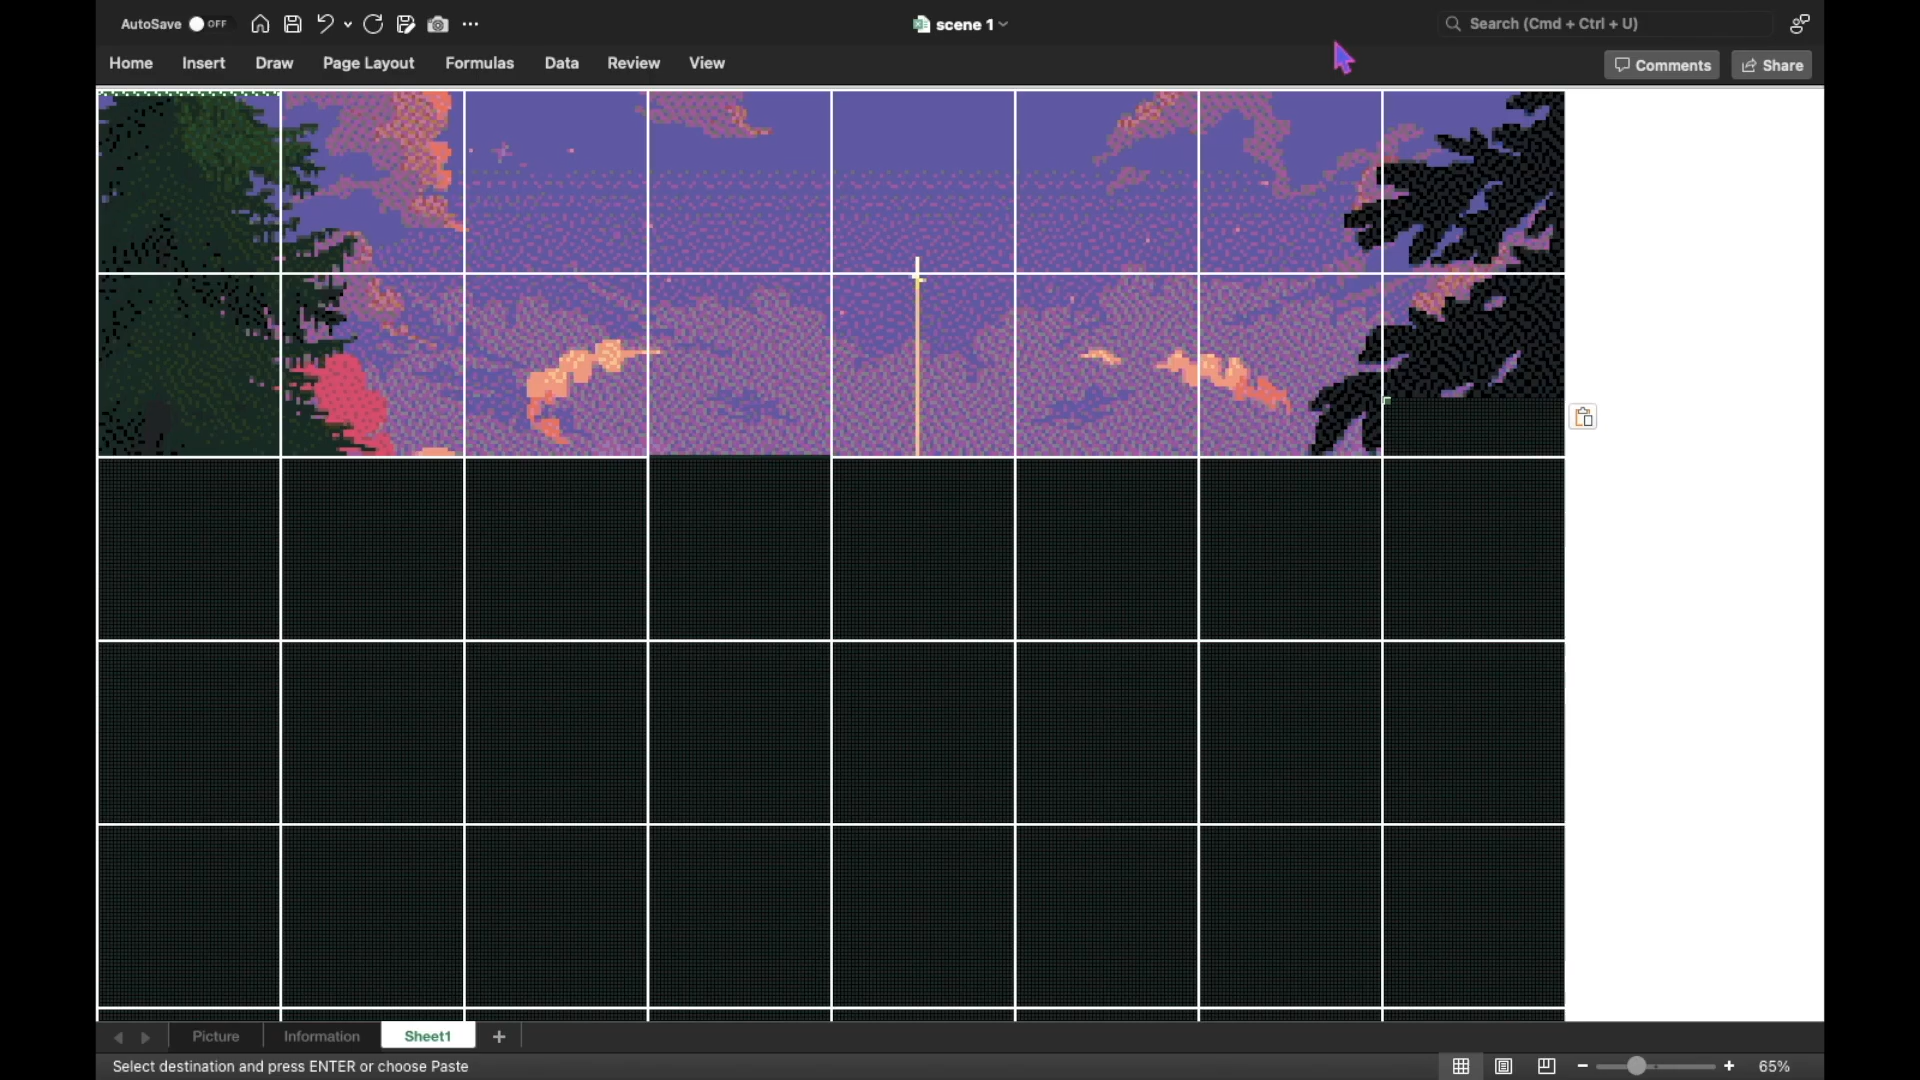 AutoSave OFF
scene 1
Search (Cmd + Ctrl + U)
Home Insert Draw Page Layout Formulas Data Review View
Comments Share
Picture Information Sheet1
Select destination and press ENTER or choose Paste
65%